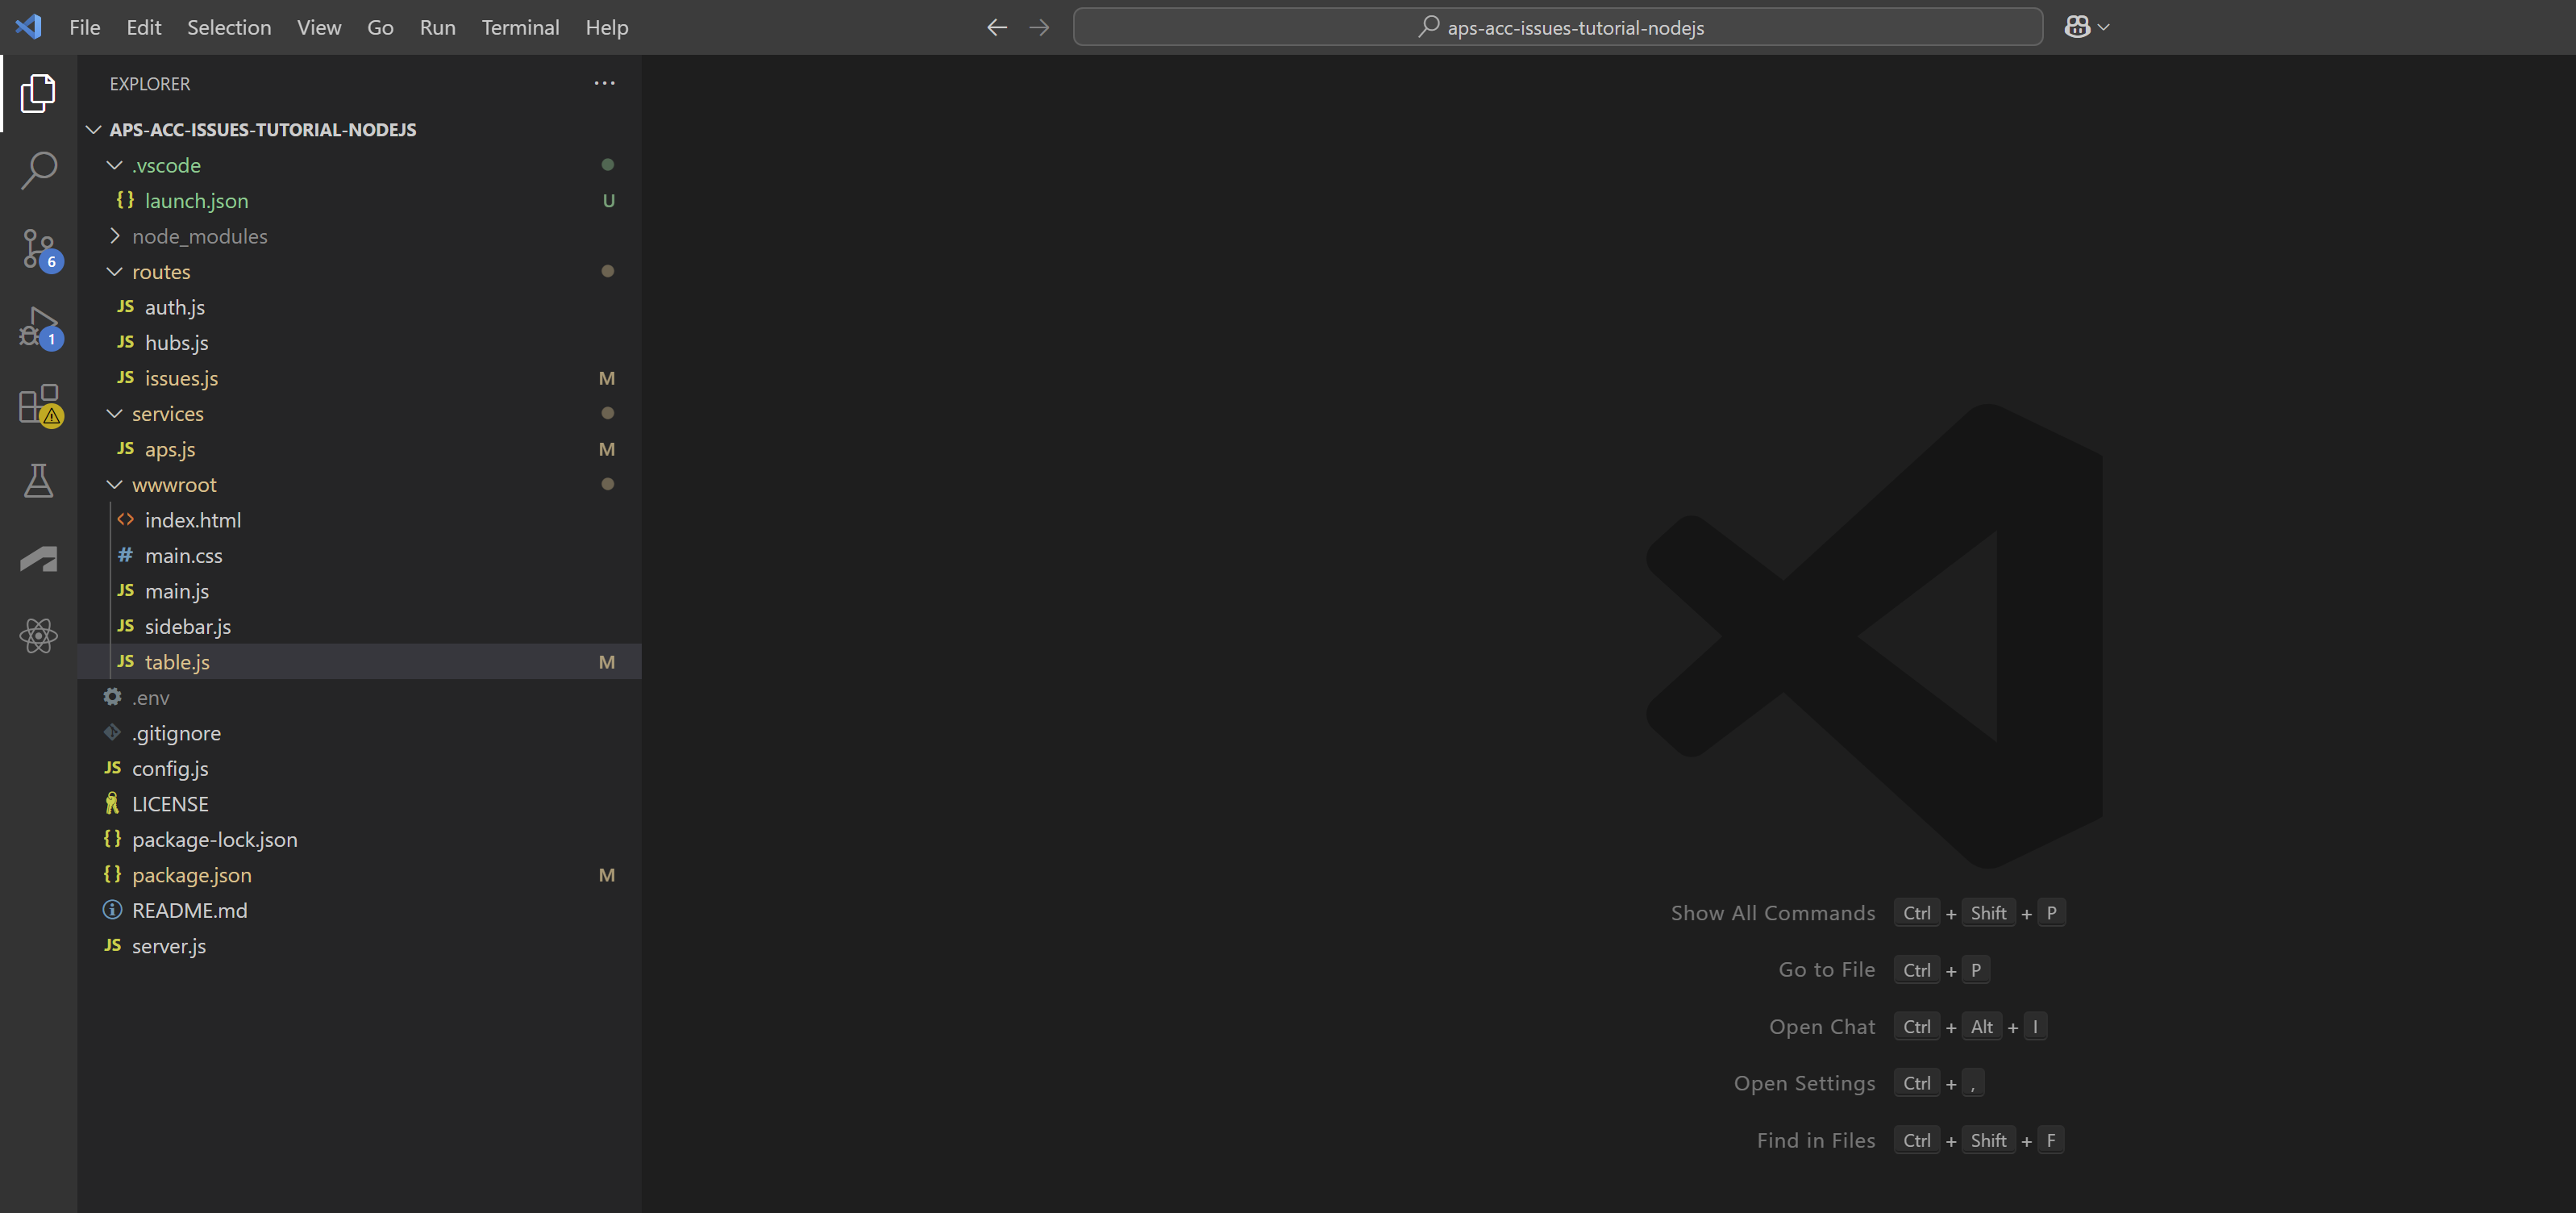 File Edit Selection View Go Run Terminal Help
aps-acc-issues-tutorial-nodejs
EXPLORER
APS-ACC-ISSUES-TUTORIAL-NODEJS
.vscode
{} launch.json U
node_modules
routes
JS auth.js
JS hubs.js
6
JS issues.js M
1
services
JS aps.js M
wwwroot
<> index.html
# main.css
JS main.js
JS sidebar.js
JS table.js M
.env
.gitignore
JS config.js
LICENSE
{} package-lock.json
{} package.json M
README.md
JS server.js
Show All Commands Ctrl + Shift + P
Go to File Ctrl + P
Open Chat Ctrl + Alt + I
Open Settings Ctrl + ,
Find in Files Ctrl + Shift + F